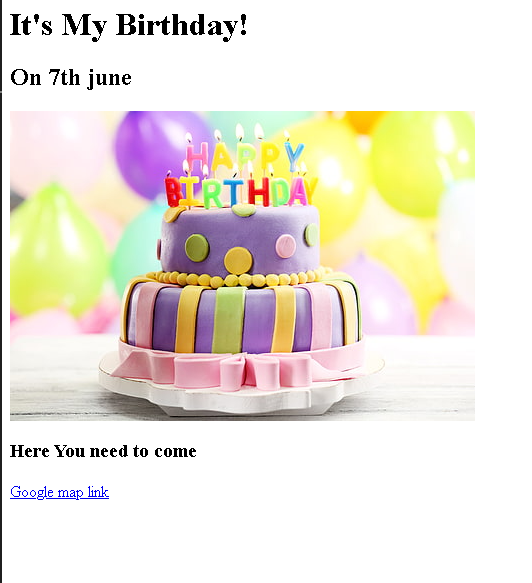 It's My Birthday!
On 7th june
HAPPY
BIRTHDAY
Here You need to come
Google map link